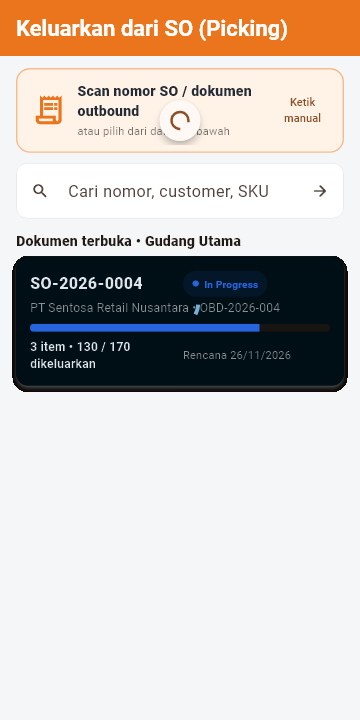 Keluarkan dari SO (Picking)
Scan nomor SO / dokumen
outbound
Ketik
manual
atau pilih dari bawah
Cari nomor, customer, SKU
Dokumen terbuka • Gudang Utama
SO-2026-0004
In Progress
PT Sentosa Retail Nusantara • OBD-2026-004
3 item • 130 / 170
dikeluarkan
Rencana 26/11/2026